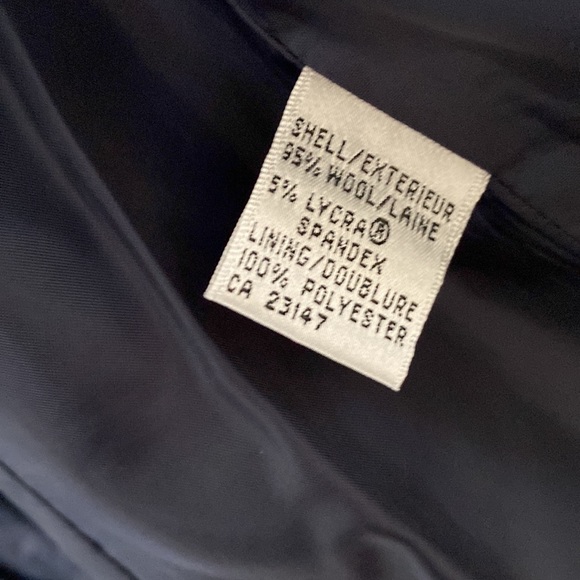 SHELL/EXTERIEUR
95% WOOL/LAINE
5% LYCRA®
SPANDEX
LINING/DOUBLURE
100% POLYESTER
CA 23147